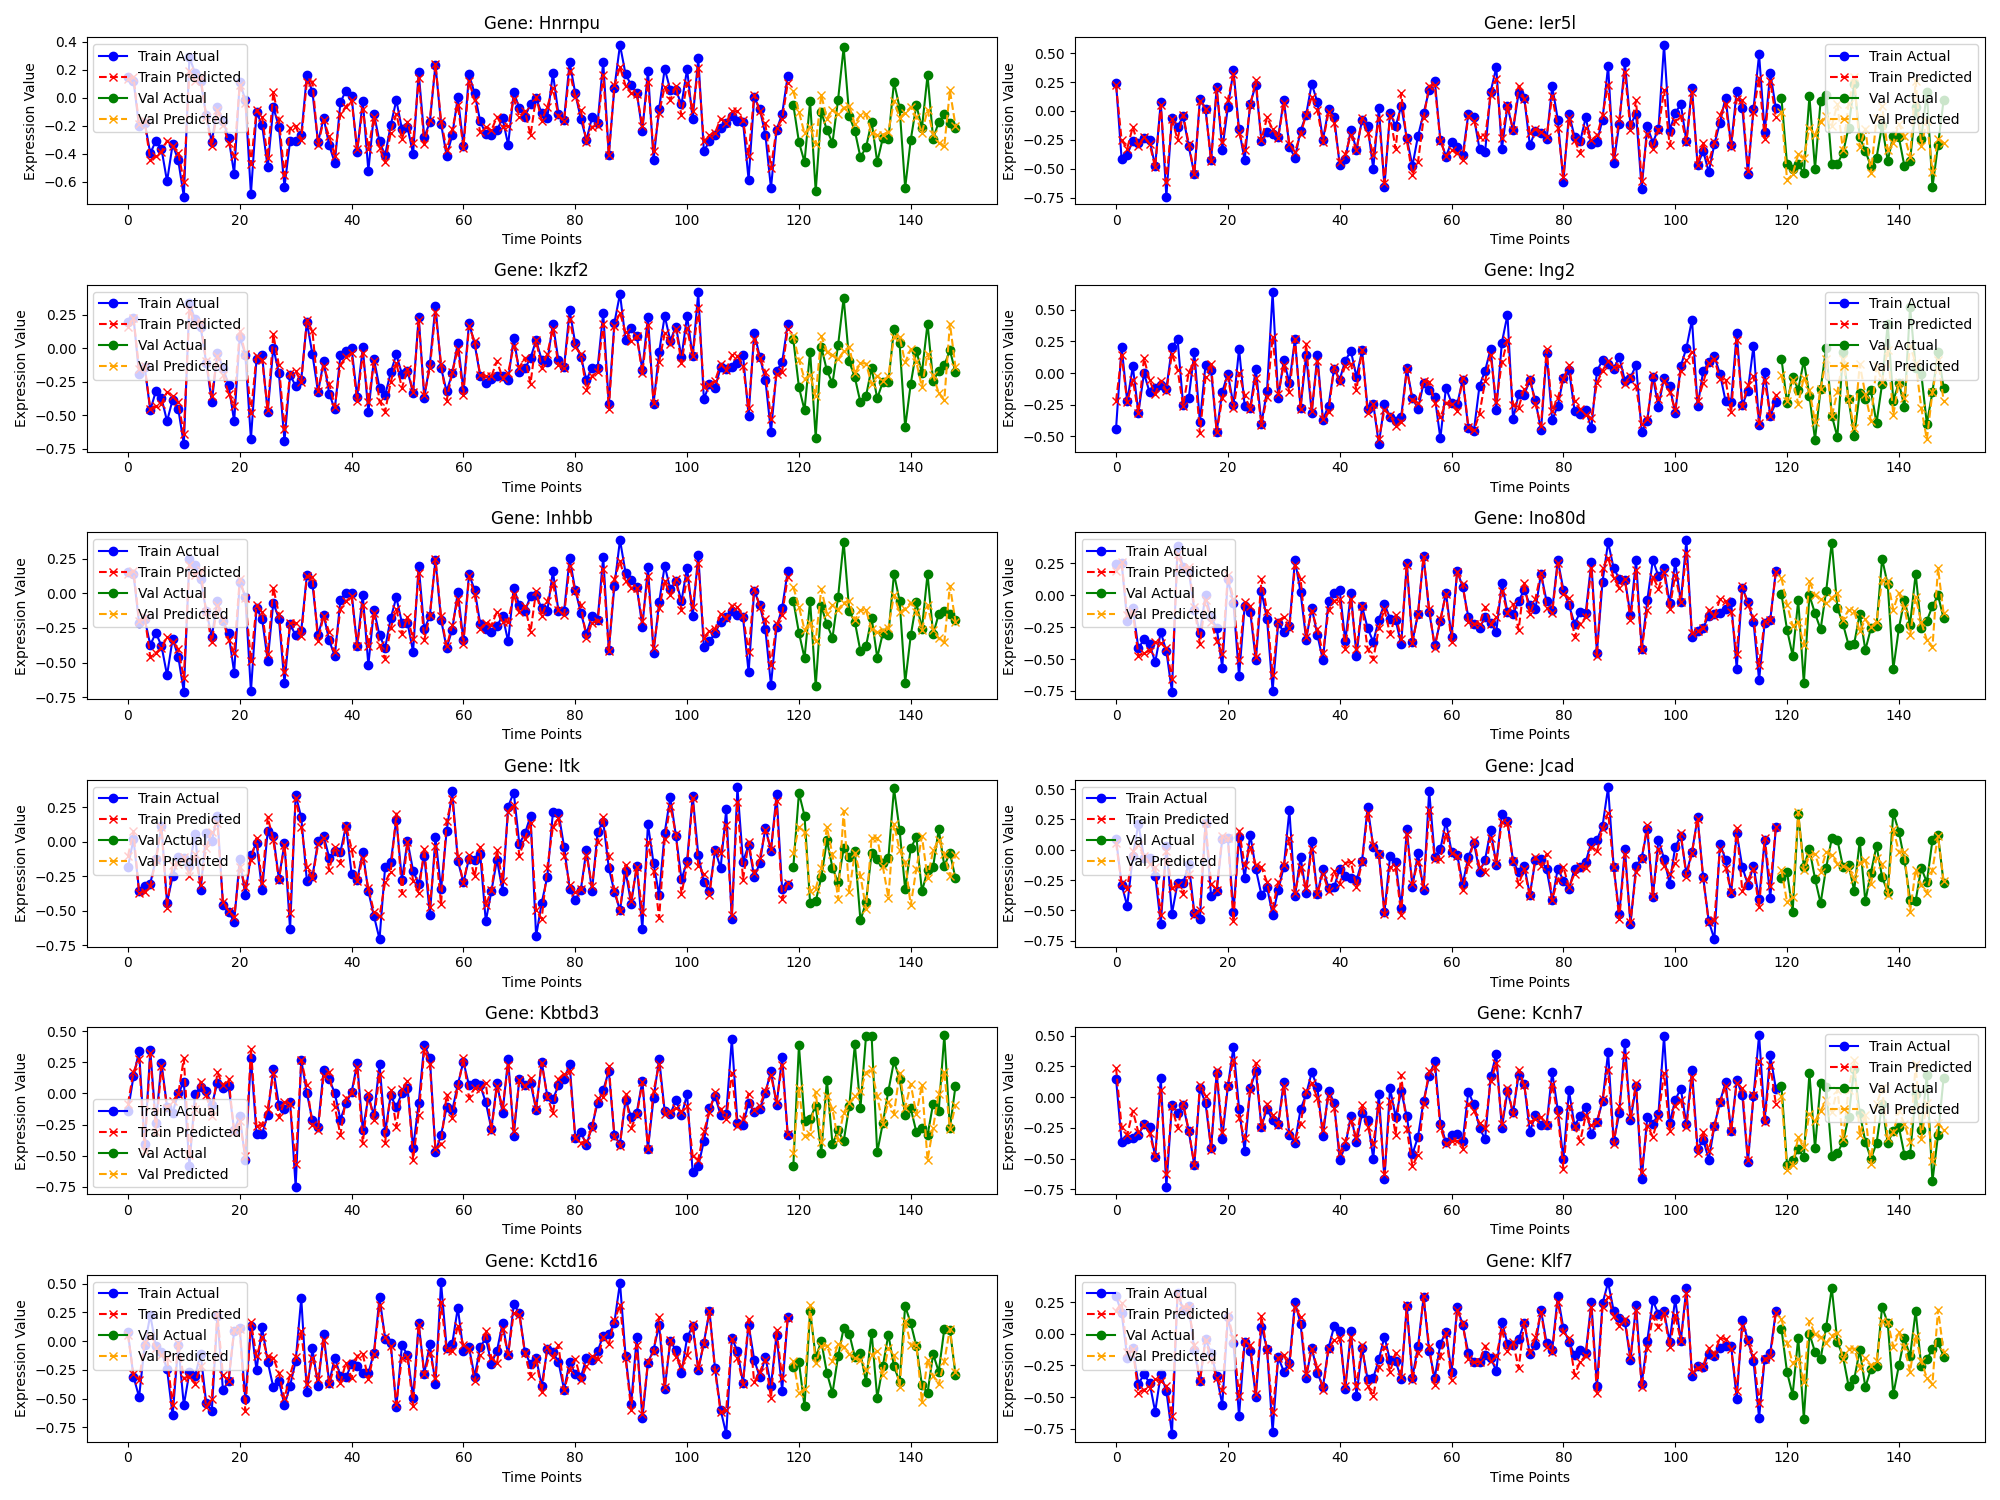 Gene: Hnrnpu
Expression Value
0.4
0.2
0.0
−0.2
−0.4
−0.6
Train Actual
Train Predicted
Val Actual
Val Predicted
0 20 40 60 80 100 120 140
Time Points
Gene: Ier5l
Expression Value
0.50
0.25
0.00
−0.25
−0.50
−0.75
Train Actual
Train Predicted
Val Actual
Val Predicted
0 20 40 60 80 100 120 140
Time Points
Gene: Ikzf2
Expression Value
0.25
0.00
−0.25
−0.50
−0.75
Train Actual
Train Predicted
Val Actual
Val Predicted
0 20 40 60 80 100 120 140
Time Points
Gene: Ing2
Expression Value
0.50
0.25
0.00
−0.25
−0.50
Train Actual
Train Predicted
Val Actual
Val Predicted
0 20 40 60 80 100 120 140
Time Points
Gene: Inhbb
Expression Value
0.25
0.00
−0.25
−0.50
−0.75
Train Actual
Train Predicted
Val Actual
Val Predicted
0 20 40 60 80 100 120 140
Time Points
Gene: Ino80d
Expression Value
0.25
0.00
−0.25
−0.50
−0.75
Train Actual
Train Predicted
Val Actual
Val Predicted
0 20 40 60 80 100 120 140
Time Points
Gene: Itk
Expression Value
0.25
0.00
−0.25
−0.50
−0.75
Train Actual
Train Predicted
Val Actual
Val Predicted
0 20 40 60 80 100 120 140
Time Points
Gene: Jcad
Expression Value
0.50
0.25
0.00
−0.25
−0.50
−0.75
Train Actual
Train Predicted
Val Actual
Val Predicted
0 20 40 60 80 100 120 140
Time Points
Gene: Kbtbd3
Expression Value
0.50
0.25
0.00
−0.25
−0.50
−0.75
Train Actual
Train Predicted
Val Actual
Val Predicted
0 20 40 60 80 100 120 140
Time Points
Gene: Kcnh7
Expression Value
0.50
0.25
0.00
−0.25
−0.50
−0.75
Train Actual
Train Predicted
Val Actual
Val Predicted
0 20 40 60 80 100 120 140
Time Points
Gene: Kctd16
Expression Value
0.50
0.25
0.00
−0.25
−0.50
−0.75
Train Actual
Train Predicted
Val Actual
Val Predicted
0 20 40 60 80 100 120 140
Time Points
Gene: Klf7
Expression Value
0.25
0.00
−0.25
−0.50
−0.75
Train Actual
Train Predicted
Val Actual
Val Predicted
0 20 40 60 80 100 120 140
Time Points